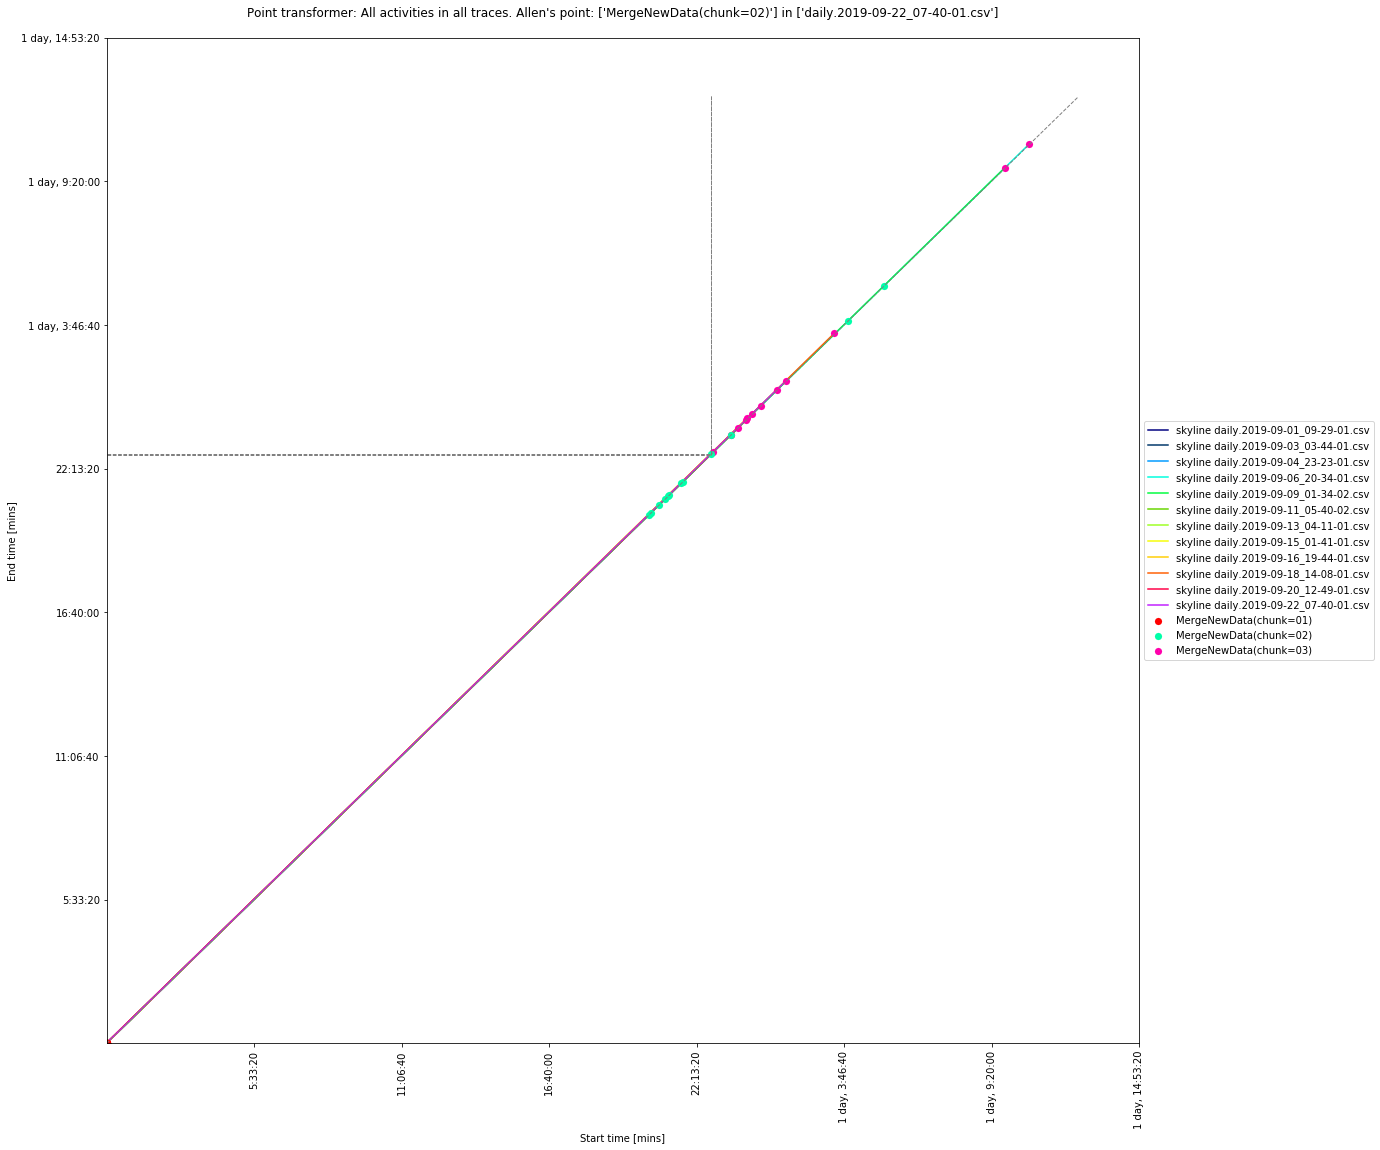 Point transformer: All activities in all traces. Allen's point: ['MergeNewData(chunk=02)'] in ['daily.2019-09-22_07-40-01.csv']
1 day, 14:53:20
1 day, 9:20:00
1 day, 3:46:40
22:13:20
16:40:00
11:06:40
5:33:20
End time [mins]
5:33:20
11:06:40
16:40:00
22:13:20
1 day, 3:46:40
1 day, 9:20:00
1 day, 14:53:20
Start time [mins]
skyline daily.2019-09-01_09-29-01.csv
skyline daily.2019-09-03_03-44-01.csv
skyline daily.2019-09-04_23-23-01.csv
skyline daily.2019-09-06_20-34-01.csv
skyline daily.2019-09-09_01-34-02.csv
skyline daily.2019-09-11_05-40-02.csv
skyline daily.2019-09-13_04-11-01.csv
skyline daily.2019-09-15_01-41-01.csv
skyline daily.2019-09-16_19-44-01.csv
skyline daily.2019-09-18_14-08-01.csv
skyline daily.2019-09-20_12-49-01.csv
skyline daily.2019-09-22_07-40-01.csv
MergeNewData(chunk=01)
MergeNewData(chunk=02)
MergeNewData(chunk=03)